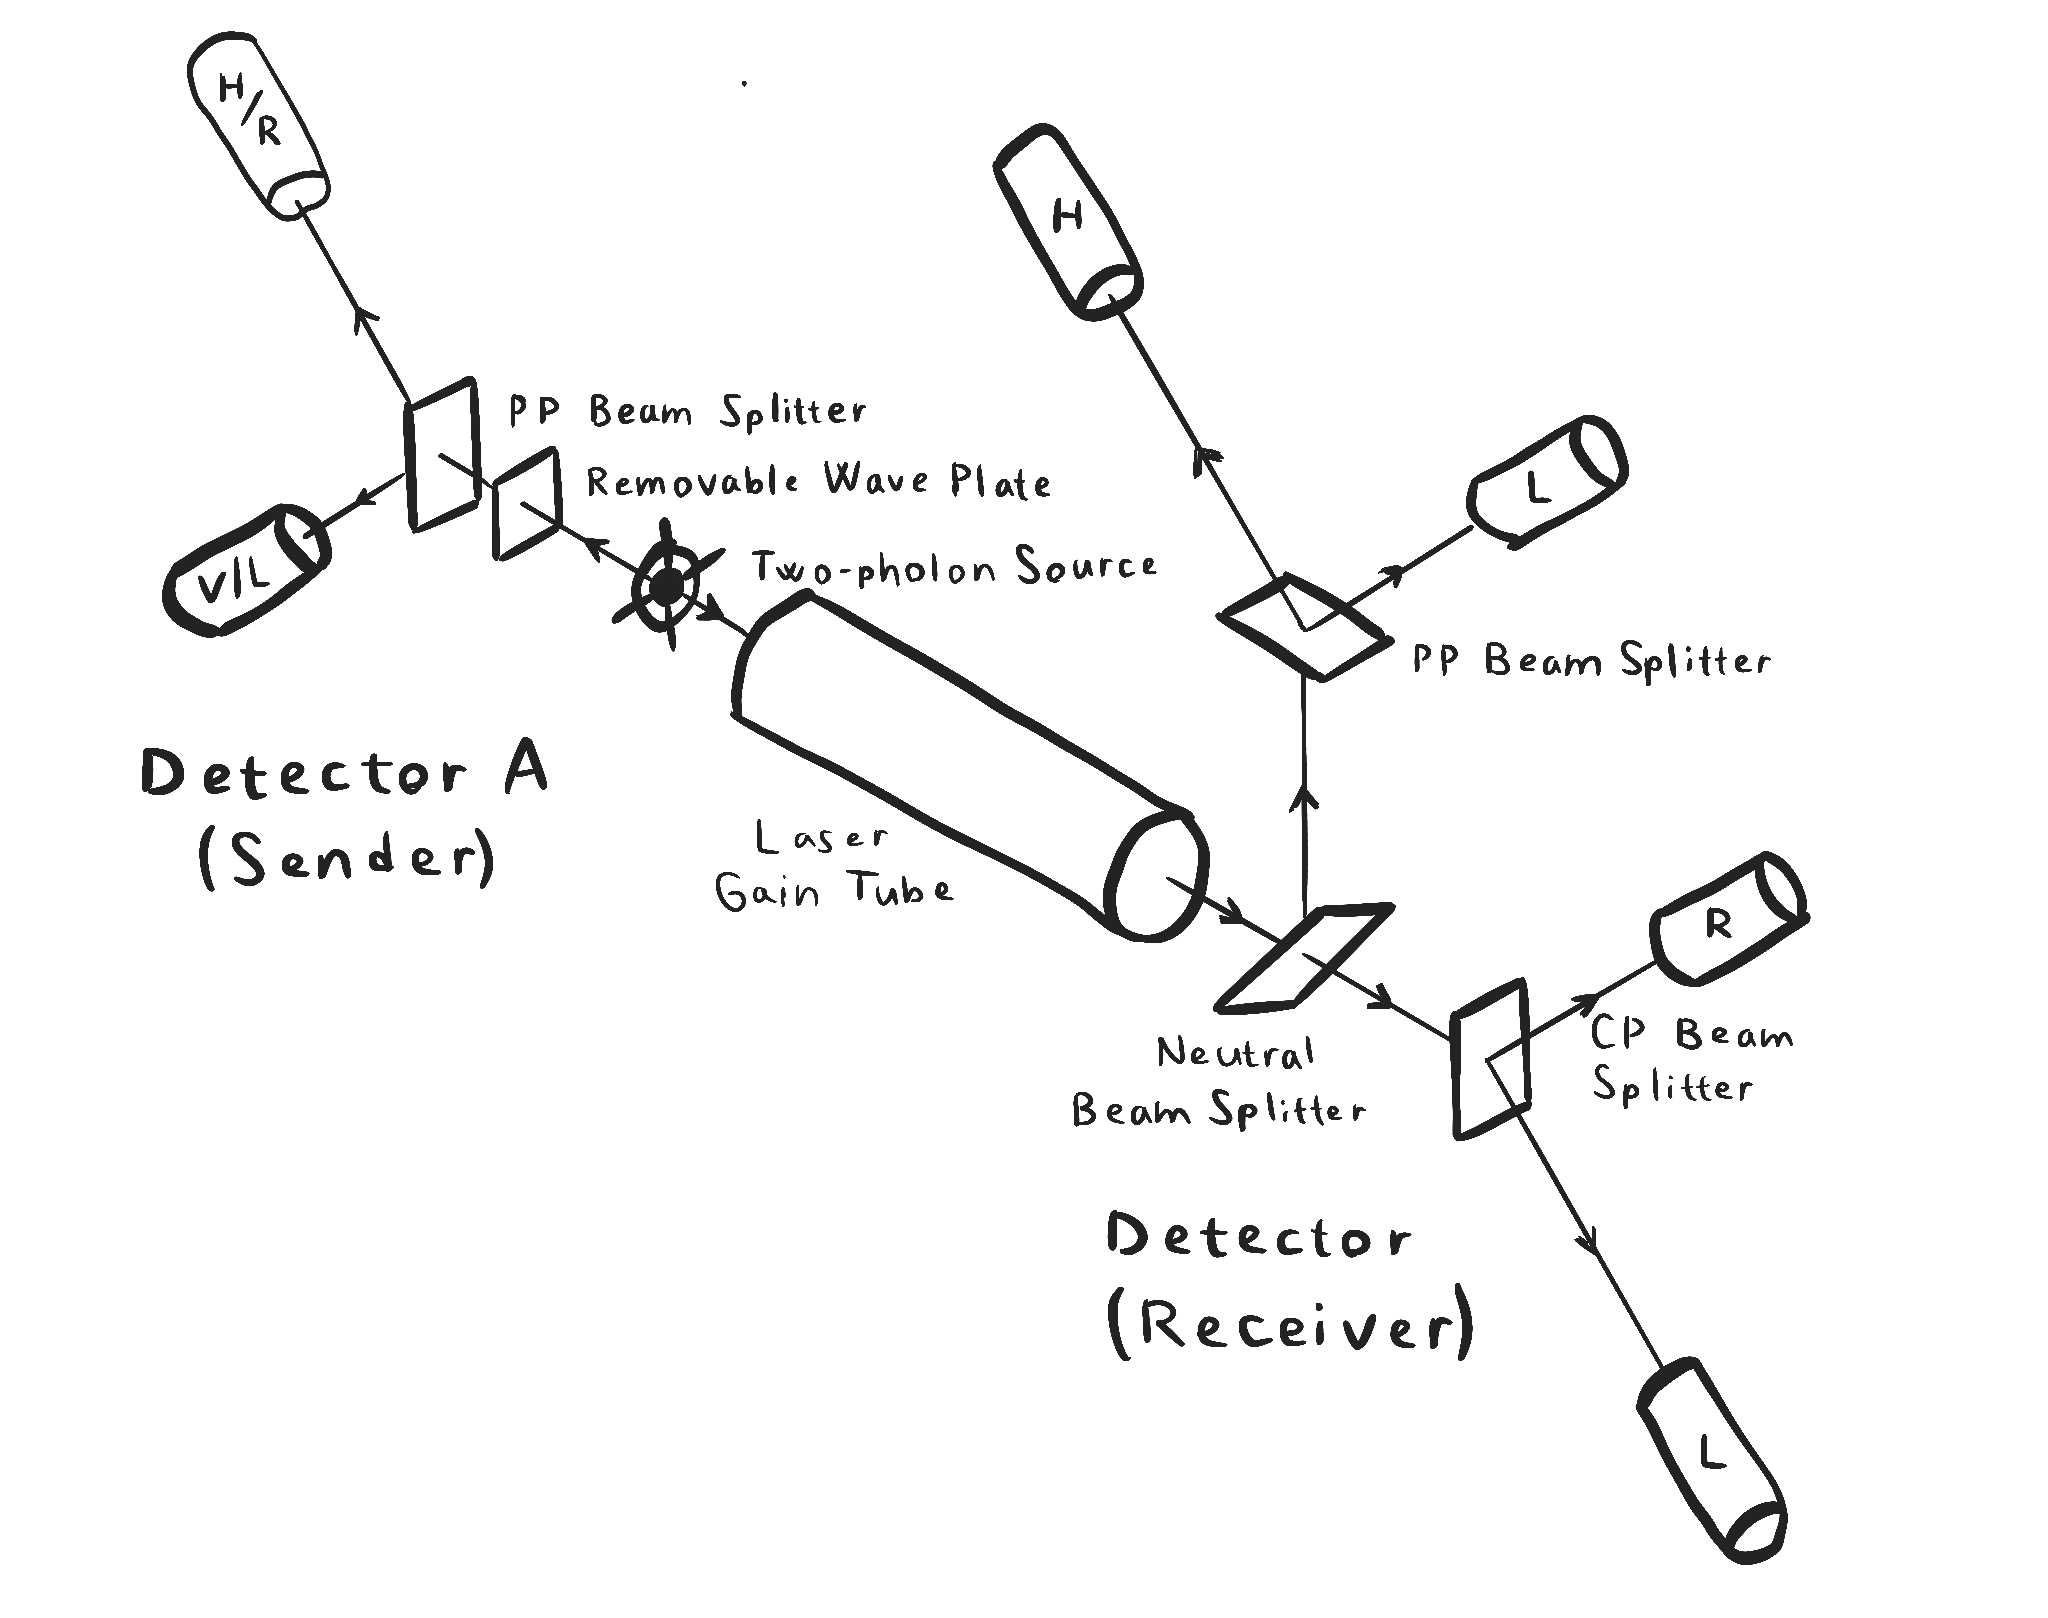 H/R
H
PP Beam Splitter
L
Removable Wave Plate
V/L
Two-pholon Source
PP Beam Splitter
Detector A
(Sender)
Laser
Gain Tube
R
CP Beam
Splitter
Neutral
Beam Splitter
Detector
(Receiver)
L